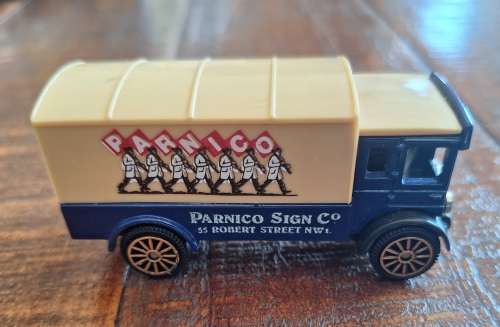 PARNICO
PARNICO SIGN CO
55 ROBERT STREET NW1.